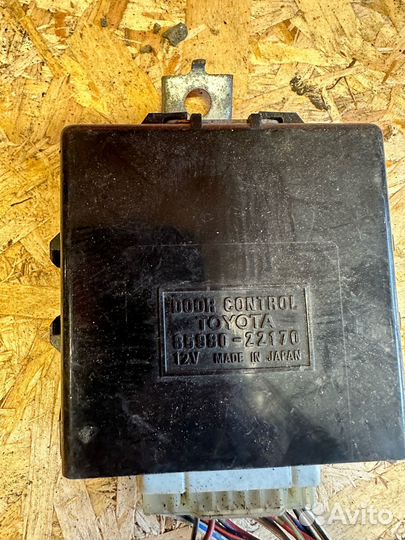 DOOR CONTROL
TOYOTA
85980-22170
12V MADE IN JAPAN
Avito